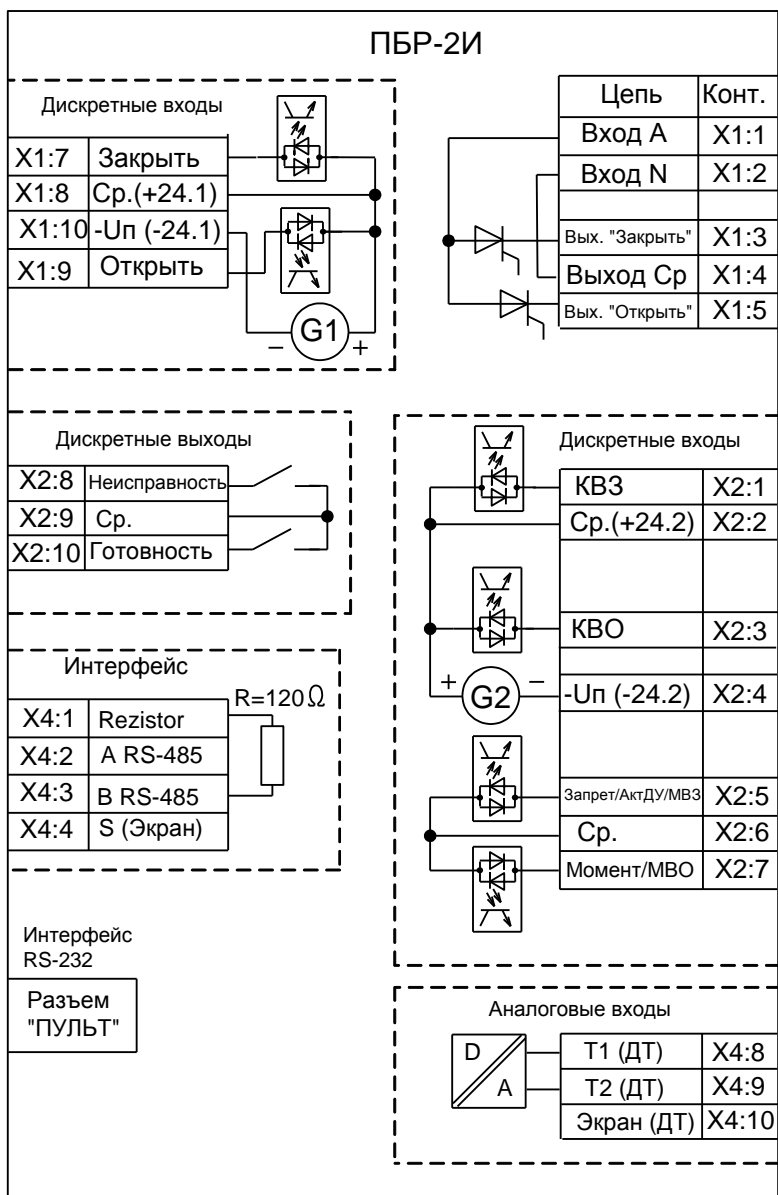 ПБР-2И
Дискретные входы
X1:7 Закрыть
X1:8 Ср.(+24.1)
X1:10 -Uп (-24.1)
X1:9 Открыть
− G1 +
Цепь Конт.
Вход А X1:1
Вход N X1:2
Вых. "Закрыть" X1:3
Выход Ср X1:4
Вых. "Открыть" X1:5
Дискретные выходы
X2:8 Неисправность
X2:9 Ср.
X2:10 Готовность
Дискретные входы
КВЗ X2:1
Ср.(+24.2) X2:2
КВО X2:3
+ G2 − -Uп (-24.2) X2:4
Запрет/АктДУ/МВЗ X2:5
Ср. X2:6
Момент/МВО X2:7
Интерфейс
R=120 Ω
X4:1 Rezistor
X4:2 A RS-485
X4:3 B RS-485
X4:4 S (Экран)
Интерфейс
RS-232
Разъем
"ПУЛЬТ"
Аналоговые входы
D
A
Т1 (ДТ) X4:8
Т2 (ДТ) X4:9
Экран (ДТ) X4:10